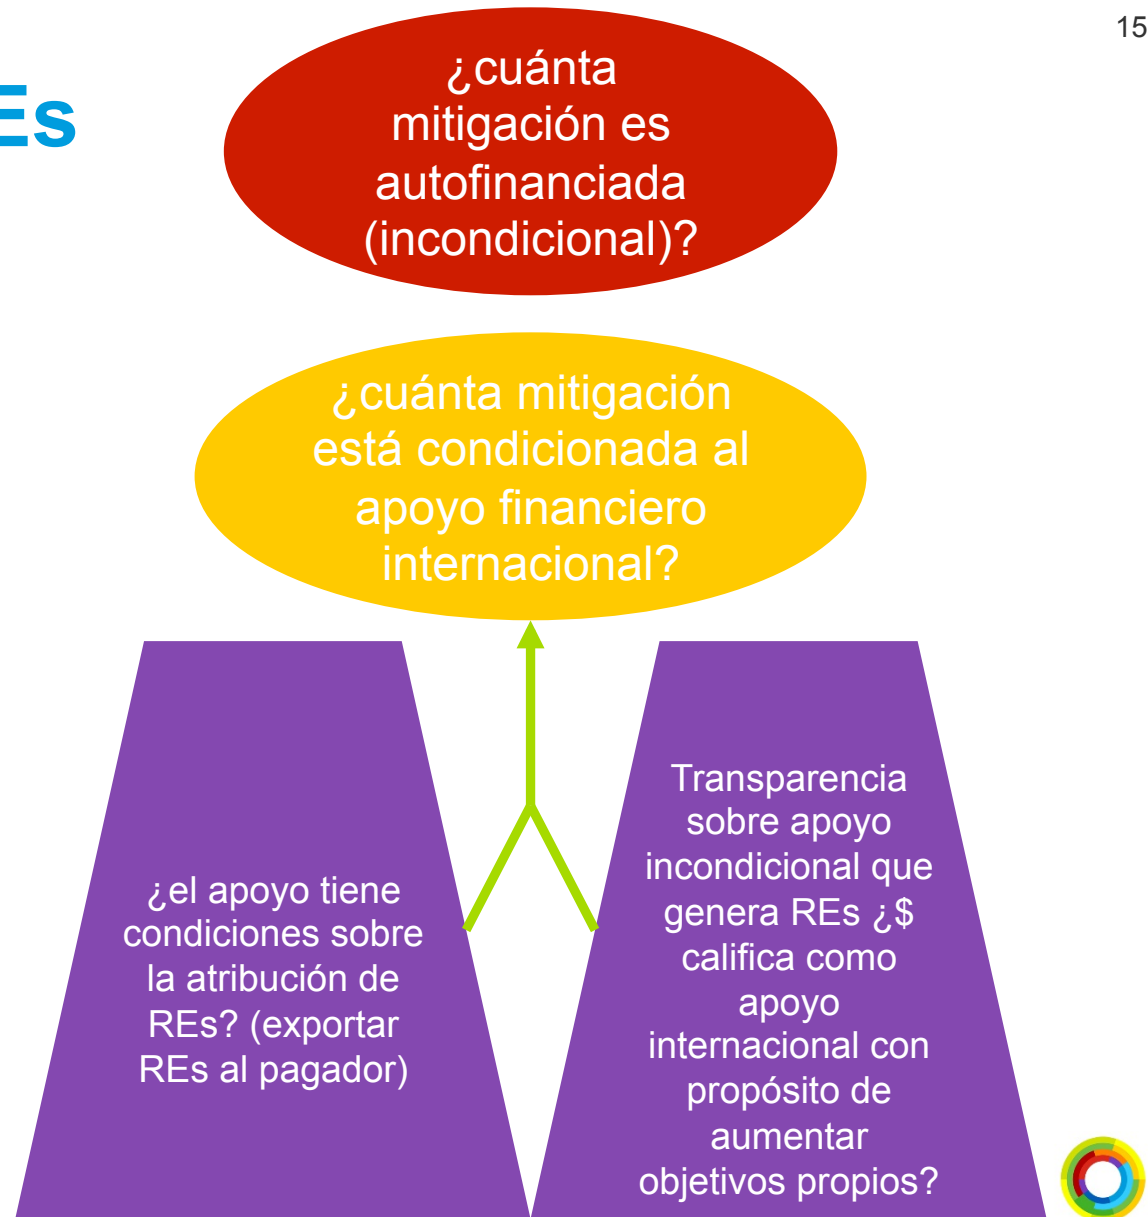 15
Es
¿cuánta
mitigación es
autofinanciada
(incondicional)?
¿cuánta mitigación
está condicionada al
apoyo financiero
internacional?
¿el apoyo tiene
condiciones sobre
la atribución de
REs? (exportar
REs al pagador)
Transparencia
sobre apoyo
incondicional que
genera REs ¿$
califica como
apoyo
internacional con
propósito de
aumentar
objetivos propios?